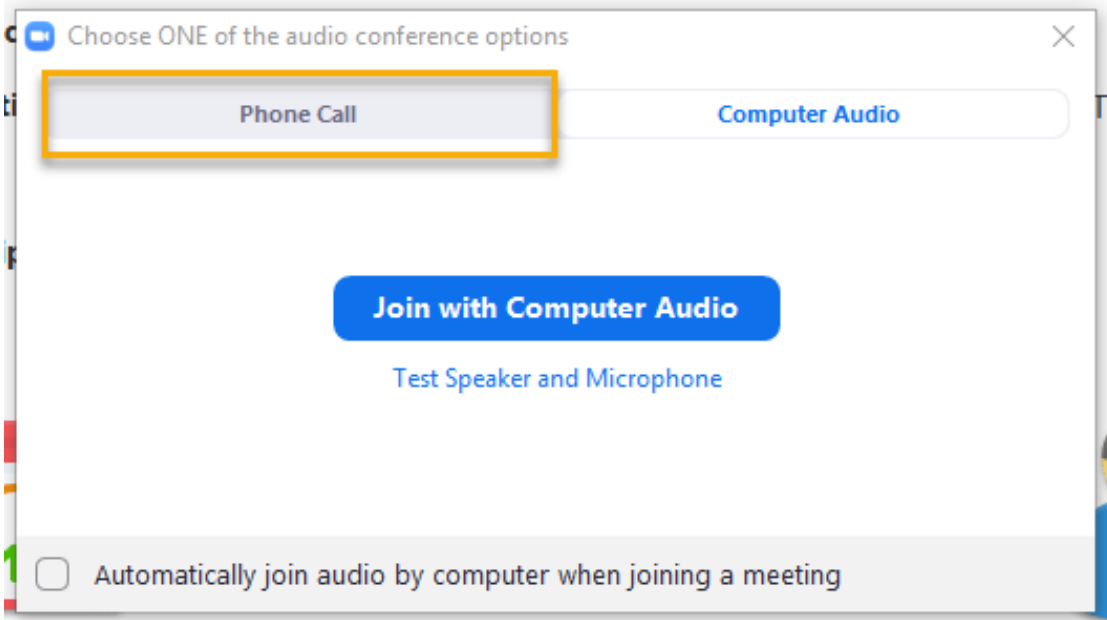 Choose ONE of the audio conference options
Phone Call
Computer Audio
Join with Computer Audio
Test Speaker and Microphone
Automatically join audio by computer when joining a meeting